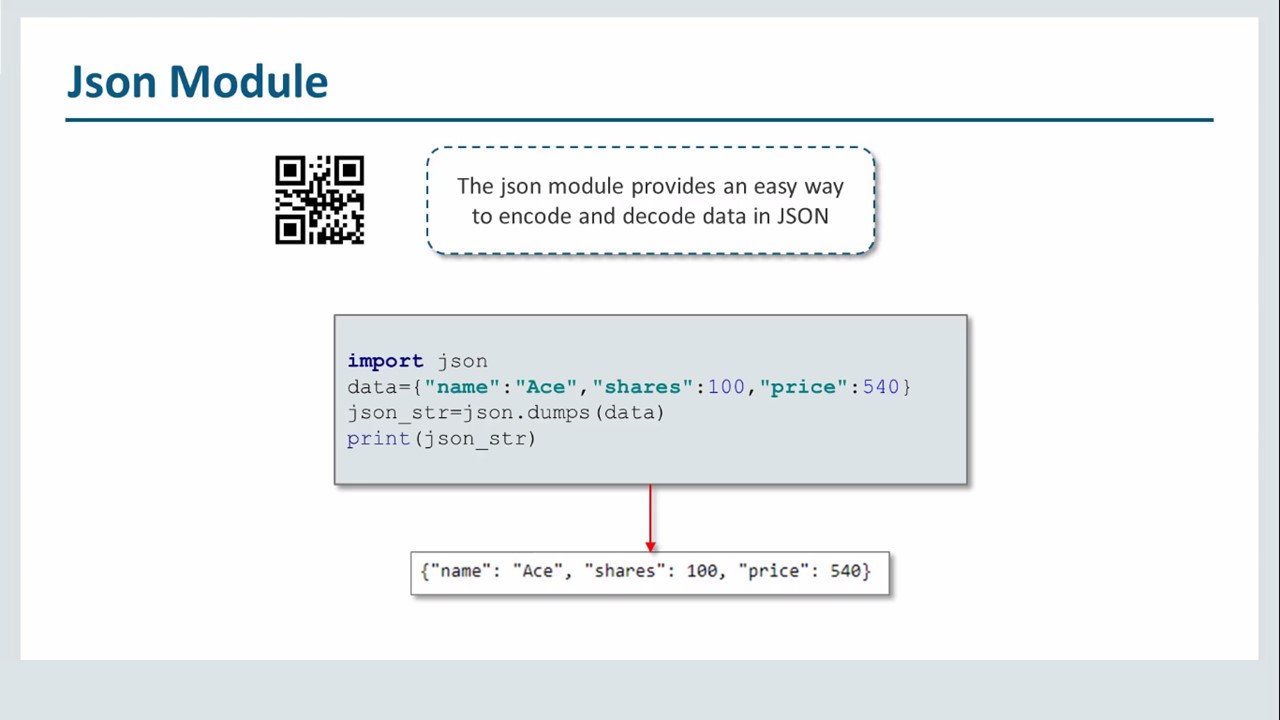 Json Module
The json module provides an easy way
to encode and decode data in JSON
import json
data={"name":"Ace","shares":100,"price":540}
json_str=json.dumps(data)
print(json_str)
{"name": "Ace", "shares": 100, "price": 540}